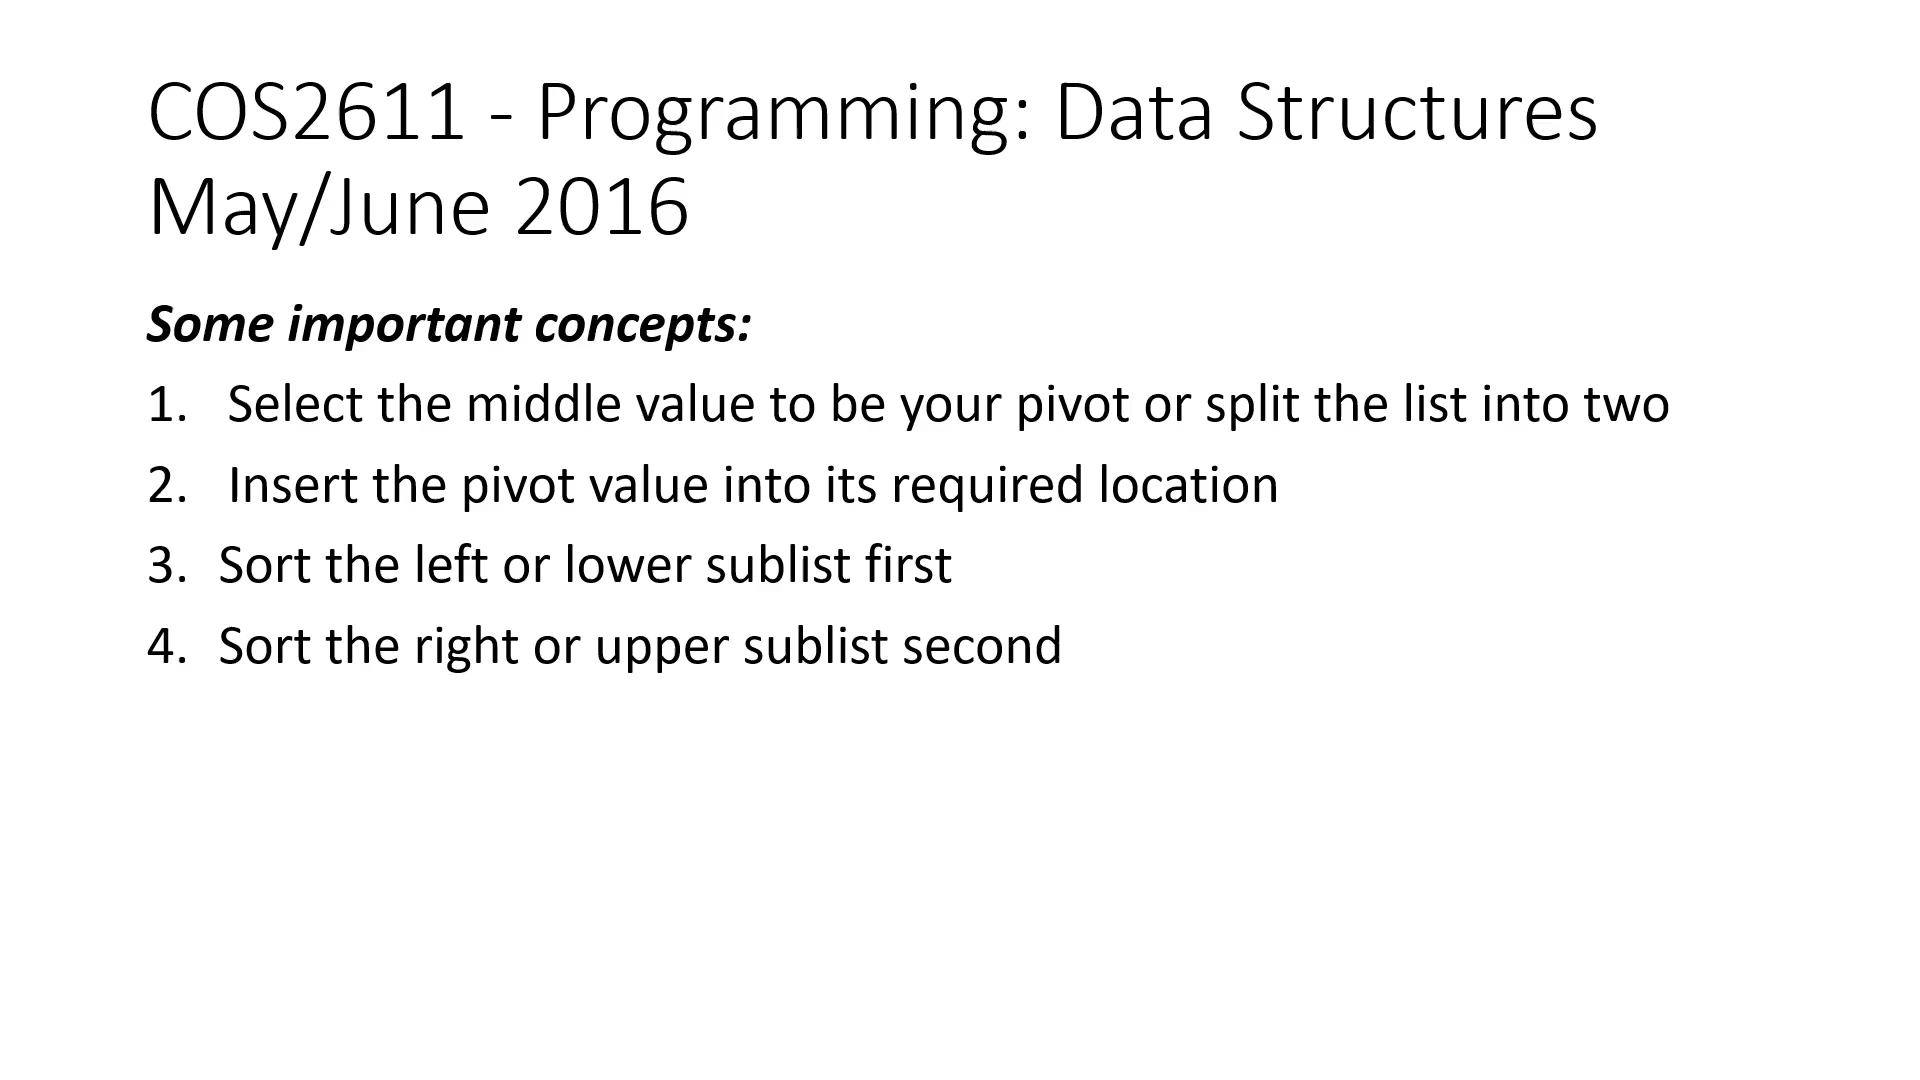 COS2611 - Programming: Data Structures
May/June 2016
Some important concepts:
1. Select the middle value to be your pivot or split the list into two
2. Insert the pivot value into its required location
3. Sort the left or lower sublist first
4. Sort the right or upper sublist second